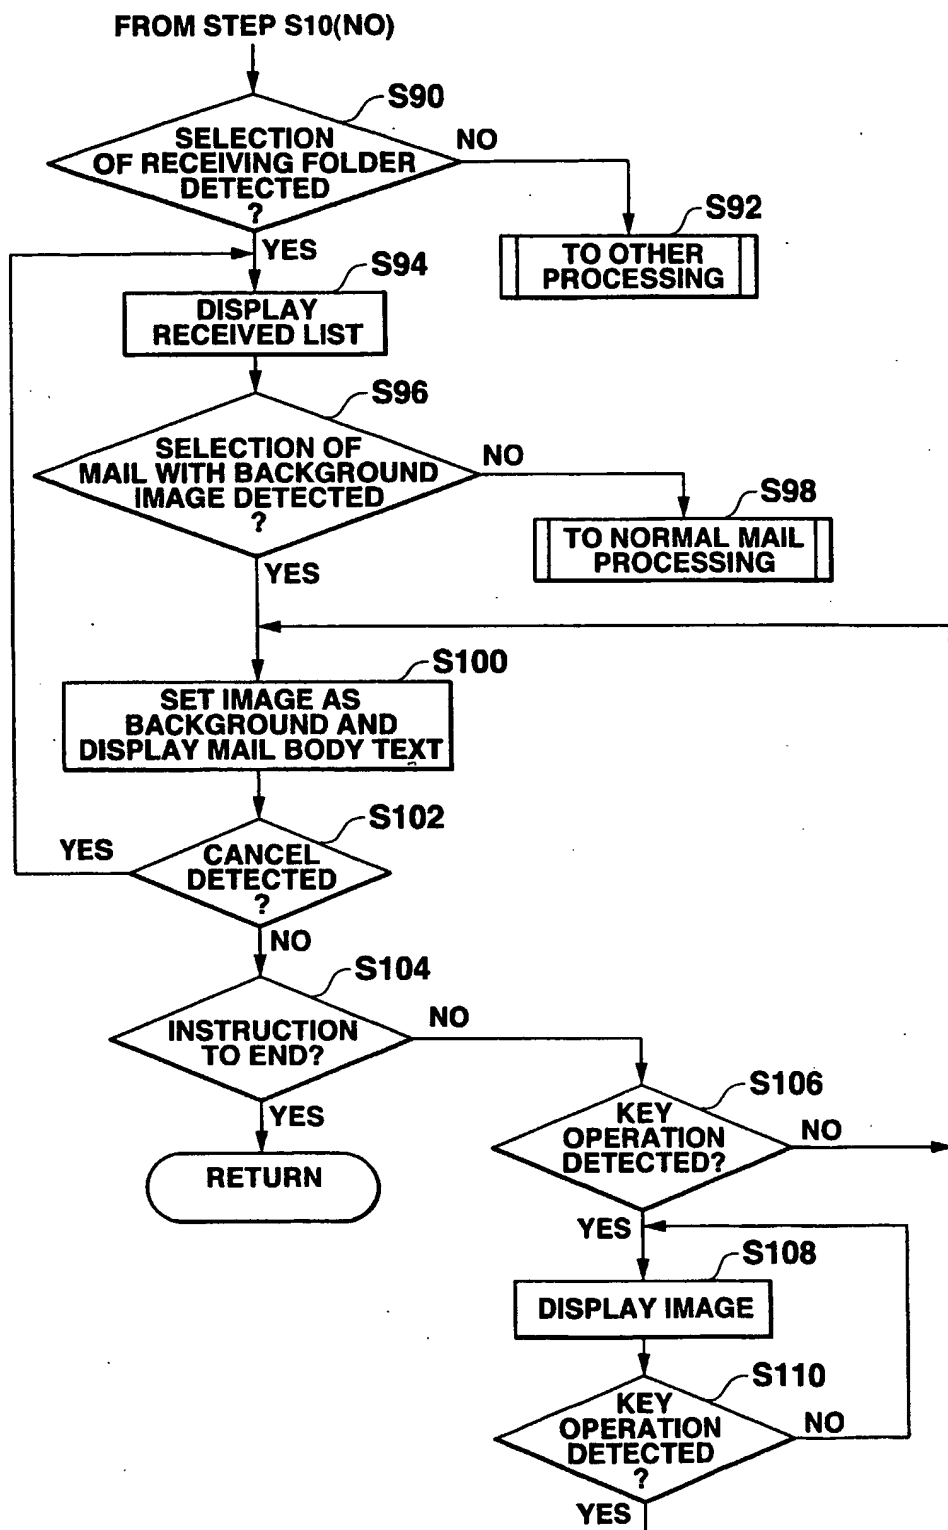 FROM STEP S10(NO)
S90
SELECTION
OF RECEIVING FOLDER
DETECTED
?
NO
YES
S92
TO OTHER
PROCESSING
S94
DISPLAY
RECEIVED LIST
S96
SELECTION OF
MAIL WITH BACKGROUND
IMAGE DETECTED
?
NO
YES
S98
TO NORMAL MAIL
PROCESSING
S100
SET IMAGE AS
BACKGROUND AND
DISPLAY MAIL BODY TEXT
S102
YES
CANCEL
DETECTED
?
NO
S104
INSTRUCTION
TO END?
NO
YES
RETURN
S106
KEY
OPERATION
DETECTED?
NO
YES
S108
DISPLAY IMAGE
S110
KEY
OPERATION
DETECTED
?
NO
YES